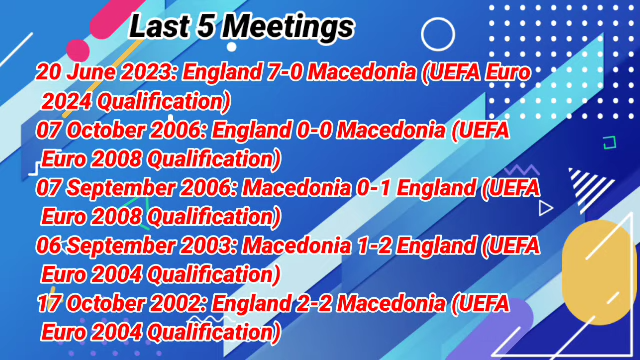 Last 5 Meetings
20 June 2023: England 7-0 Macedonia (UEFA Euro
2024 Qualification)
07 October 2006: England 0-0 Macedonia (UEFA
Euro 2008 Qualification)
07 September 2006: Macedonia 0-1 England (UEFA
Euro 2008 Qualification)
06 September 2003: Macedonia 1-2 England (UEFA
Euro 2004 Qualification)
17 October 2002: England 2-2 Macedonia (UEFA
Euro 2004 Qualification)